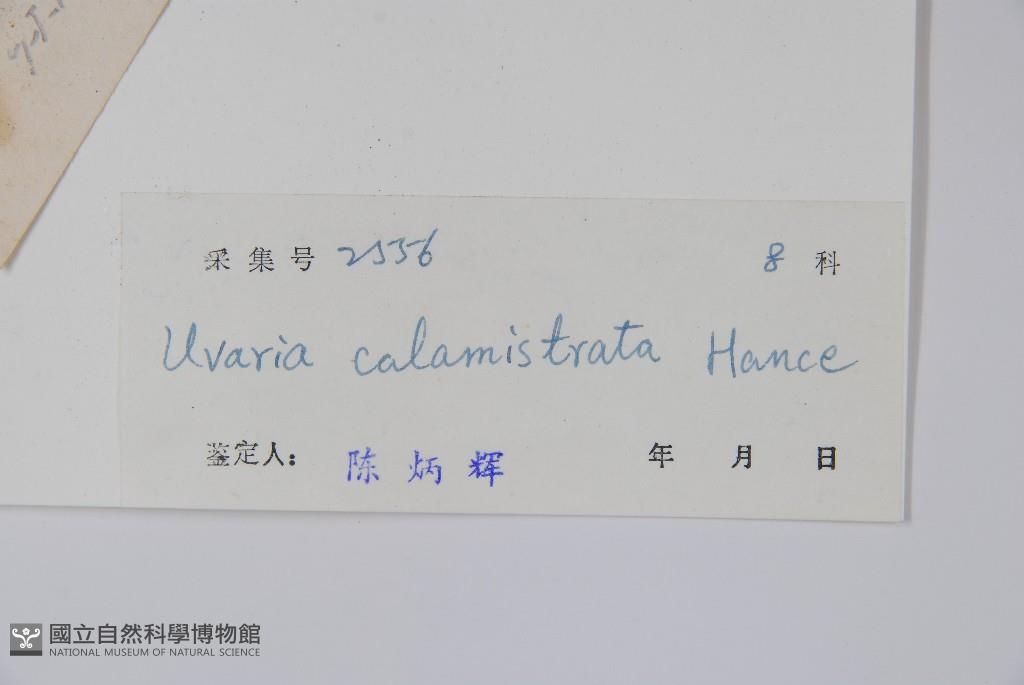 采集号 2556 8 科
Uvaria calamistrata Hance
鉴定人： 陈炳辉 年 月 日
國立自然科學博物館
NATIONAL MUSEUM OF NATURAL SCIENCE